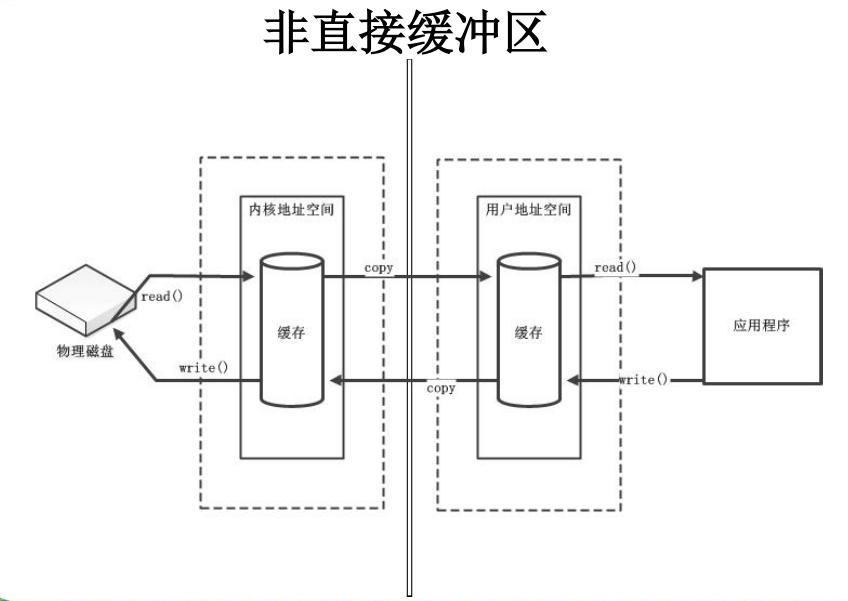 非直接缓冲区
内核地址空间
用户地址空间
copy
read()
read()
缓存
缓存
应用程序
物理磁盘
write()
copy
write()